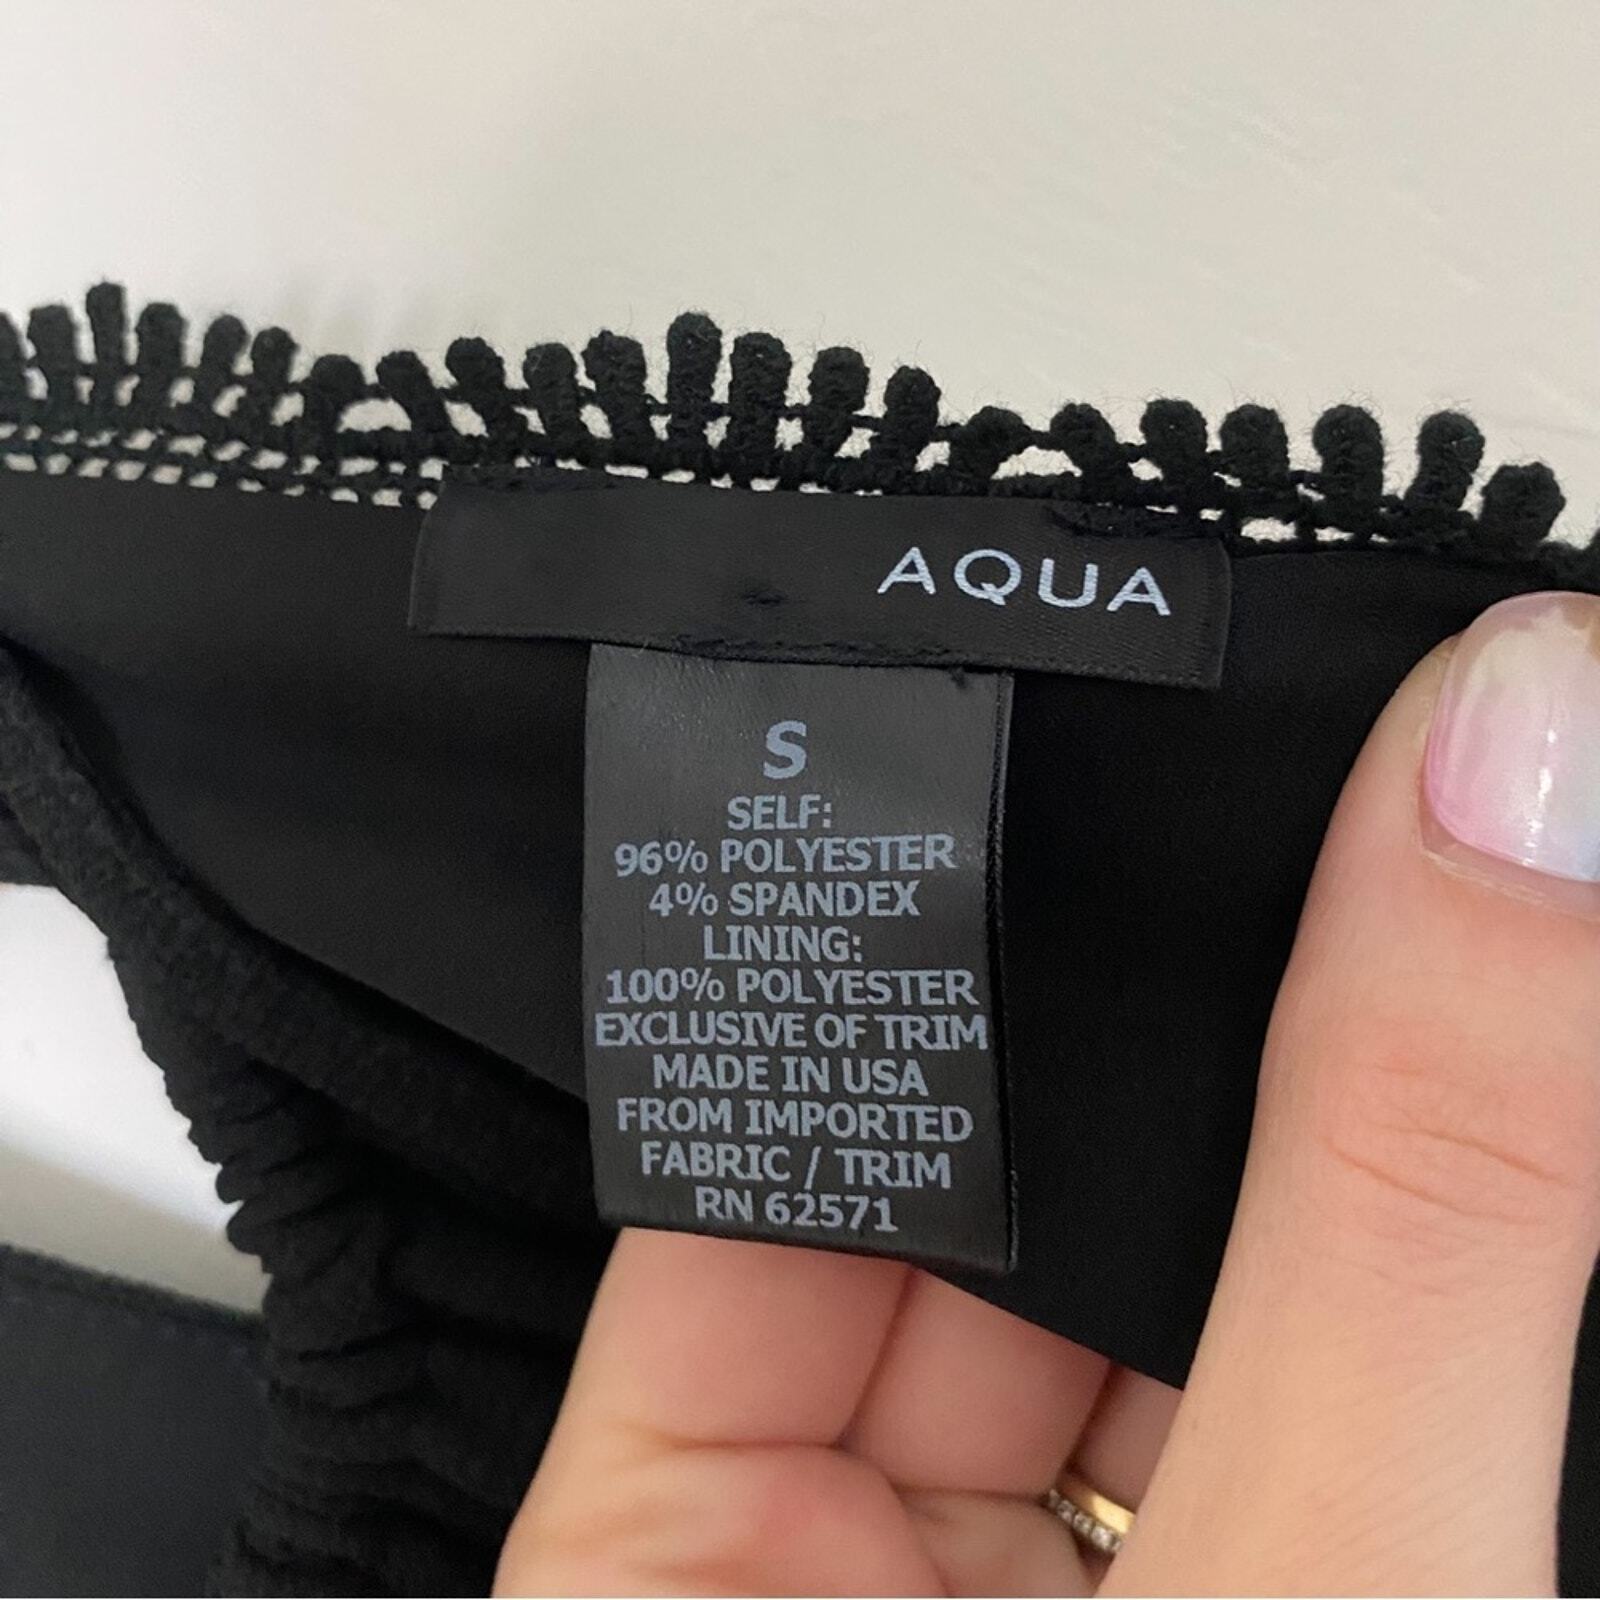 AQUA
S
SELF:
96% POLYESTER
4% SPANDEX
LINING:
100% POLYESTER
EXCLUSIVE OF TRIM
MADE IN USA
FROM IMPORTED
FABRIC / TRIM
RN 62571